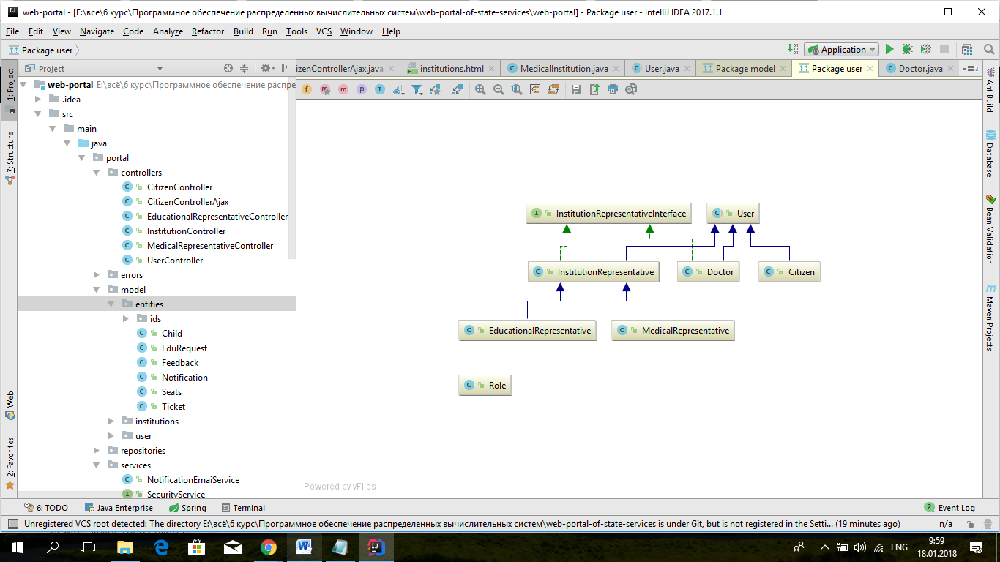 web-portal - [E:\всё\6 курс\Программное обеспечение распределенных вычислительных систем\web-portal-of-state-services\web-portal] - Package user - IntelliJ IDEA 2017.1.1
File Edit View Navigate Code Analyze Refactor Build Run Tools VCS Window Help
Package user
Application
Project
izenControllerAjax.java institutions.html MedicalInstitution.java User.java Package model Package user Doctor.java
1: Project
7: Structure
Web
2: Favorites
web-portal E:\всё\6 курс\Программное обеспечение распре
.idea
src
main
java
portal
controllers
CitizenController
CitizenControllerAjax
EducationalRepresentativeController
InstitutionController
MedicalRepresentativeController
UserController
errors
model
entities
ids
Child
EduRequest
Feedback
Notification
Seats
Ticket
institutions
user
repositories
services
NotificationEmaiService
SecurityService
InstitutionRepresentativeInterface User
InstitutionRepresentative Doctor Citizen
EducationalRepresentative MedicalRepresentative
Role
Powered by yFiles
Ant Build
Database
Bean Validation
Maven Projects
6: TODO Java Enterprise Spring Terminal 2 Event Log
Unregistered VCS root detected: The directory E:\всё\6 курс\Программное обеспечение распределенных вычислительных систем\web-portal-of-state-services is under Git, but is not registered in the Setti... (19 minutes ago) n/a
ENG
9:59
18.01.2018